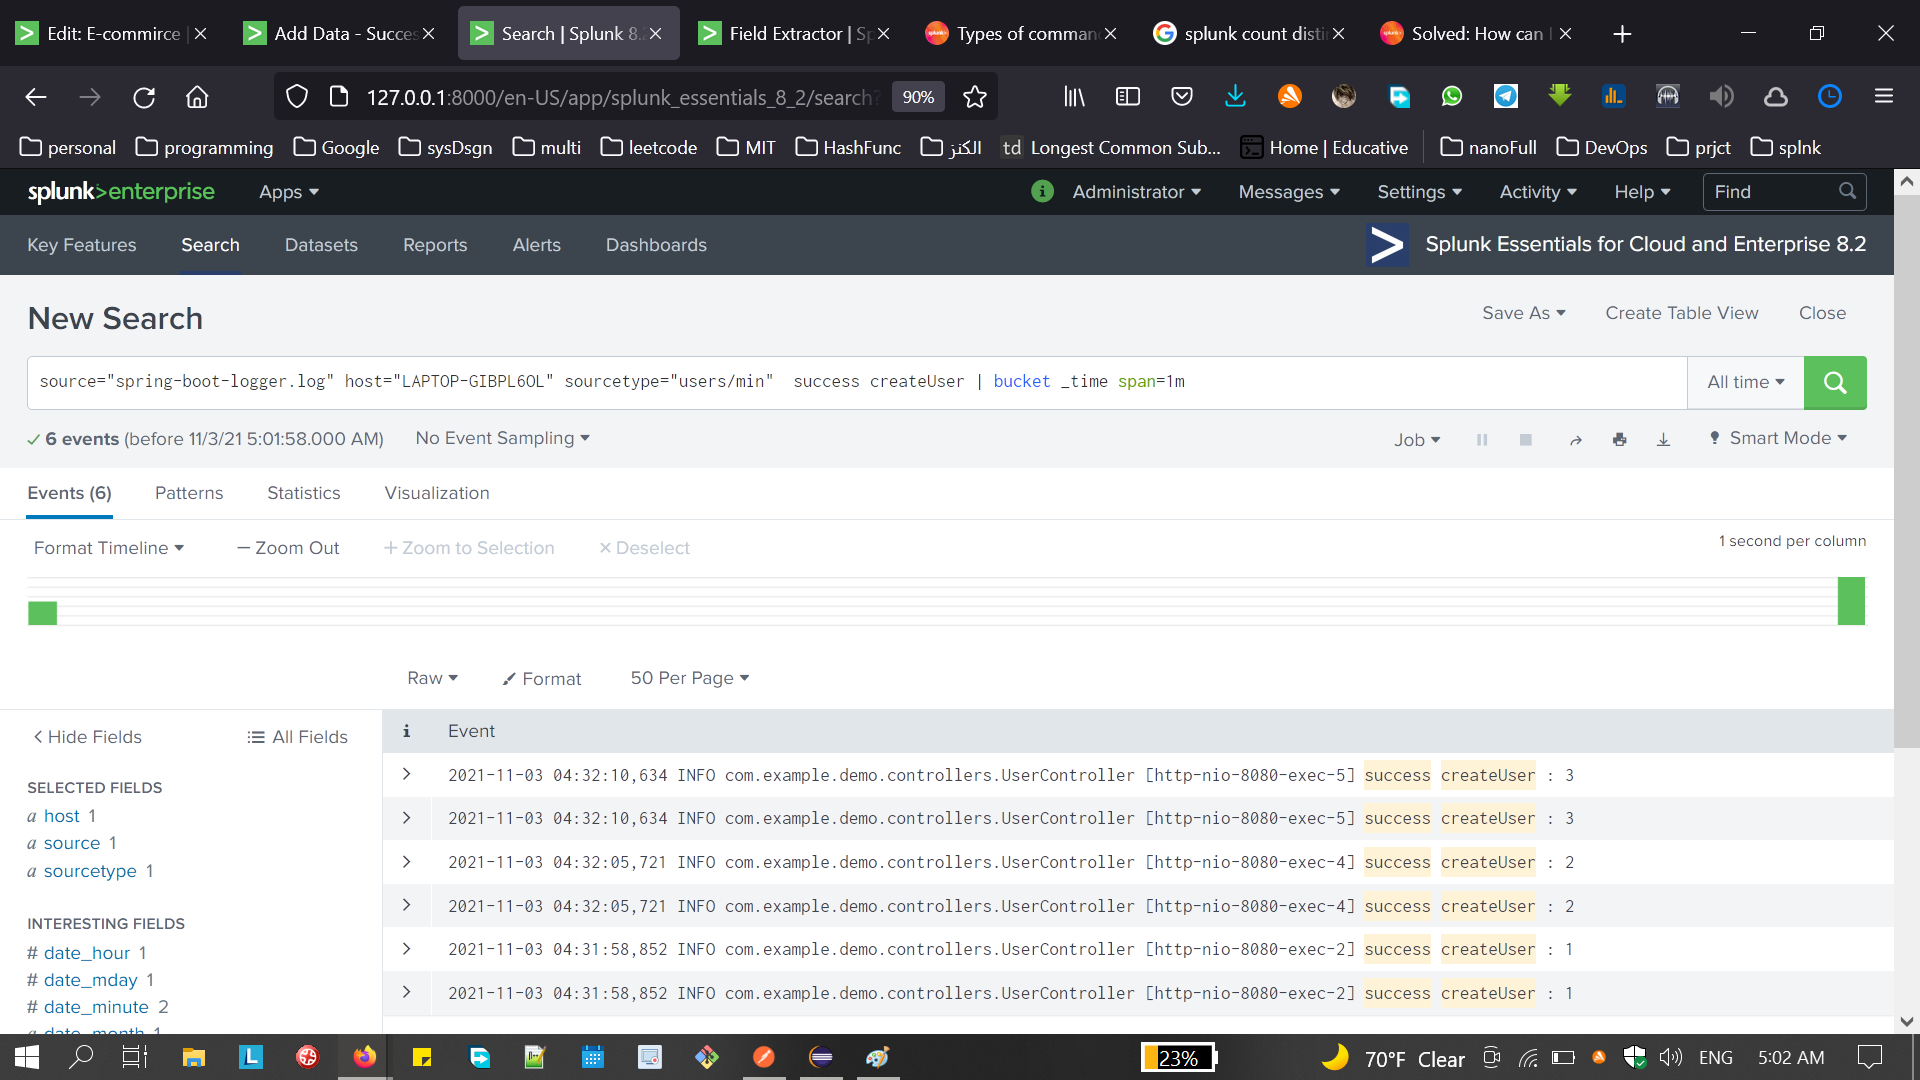 Edit: E-commirce
Add Data - Succes
Search | Splunk 8.
Field Extractor | Sp
Types of comman
splunk count disti
Solved: How can I
127.0.0.1:8000/en-US/app/splunk_essentials_8_2/search?
90%
personal
programming
Google
sysDsgn
multi
leetcode
MIT
HashFunc
الكنز
td Longest Common Sub...
Home | Educative
nanoFull
DevOps
prjct
splnk
splunk>enterprise
Apps
Administrator
Messages
Settings
Activity
Help
Find
Key Features
Search
Datasets
Reports
Alerts
Dashboards
Splunk Essentials for Cloud and Enterprise 8.2
New Search
Save As
Create Table View
Close
source="spring-boot-logger.log" host="LAPTOP-GIBPL6OL" sourcetype="users/min"  success createUser | bucket _time span=1m
All time
6 events (before 11/3/21 5:01:58.000 AM)
No Event Sampling
Job
Smart Mode
Events (6)
Patterns
Statistics
Visualization
Format Timeline
— Zoom Out
+ Zoom to Selection
× Deselect
1 second per column
Raw
Format
50 Per Page
< Hide Fields
All Fields
i
Event
SELECTED FIELDS
a host 1
a source 1
a sourcetype 1
INTERESTING FIELDS
# date_hour 1
# date_mday 1
# date_minute 2
a date_month 1
2021-11-03 04:32:10,634 INFO com.example.demo.controllers.UserController [http-nio-8080-exec-5] success createUser : 3
2021-11-03 04:32:10,634 INFO com.example.demo.controllers.UserController [http-nio-8080-exec-5] success createUser : 3
2021-11-03 04:32:05,721 INFO com.example.demo.controllers.UserController [http-nio-8080-exec-4] success createUser : 2
2021-11-03 04:32:05,721 INFO com.example.demo.controllers.UserController [http-nio-8080-exec-4] success createUser : 2
2021-11-03 04:31:58,852 INFO com.example.demo.controllers.UserController [http-nio-8080-exec-2] success createUser : 1
2021-11-03 04:31:58,852 INFO com.example.demo.controllers.UserController [http-nio-8080-exec-2] success createUser : 1
L
23%
70°F Clear
ENG
5:02 AM